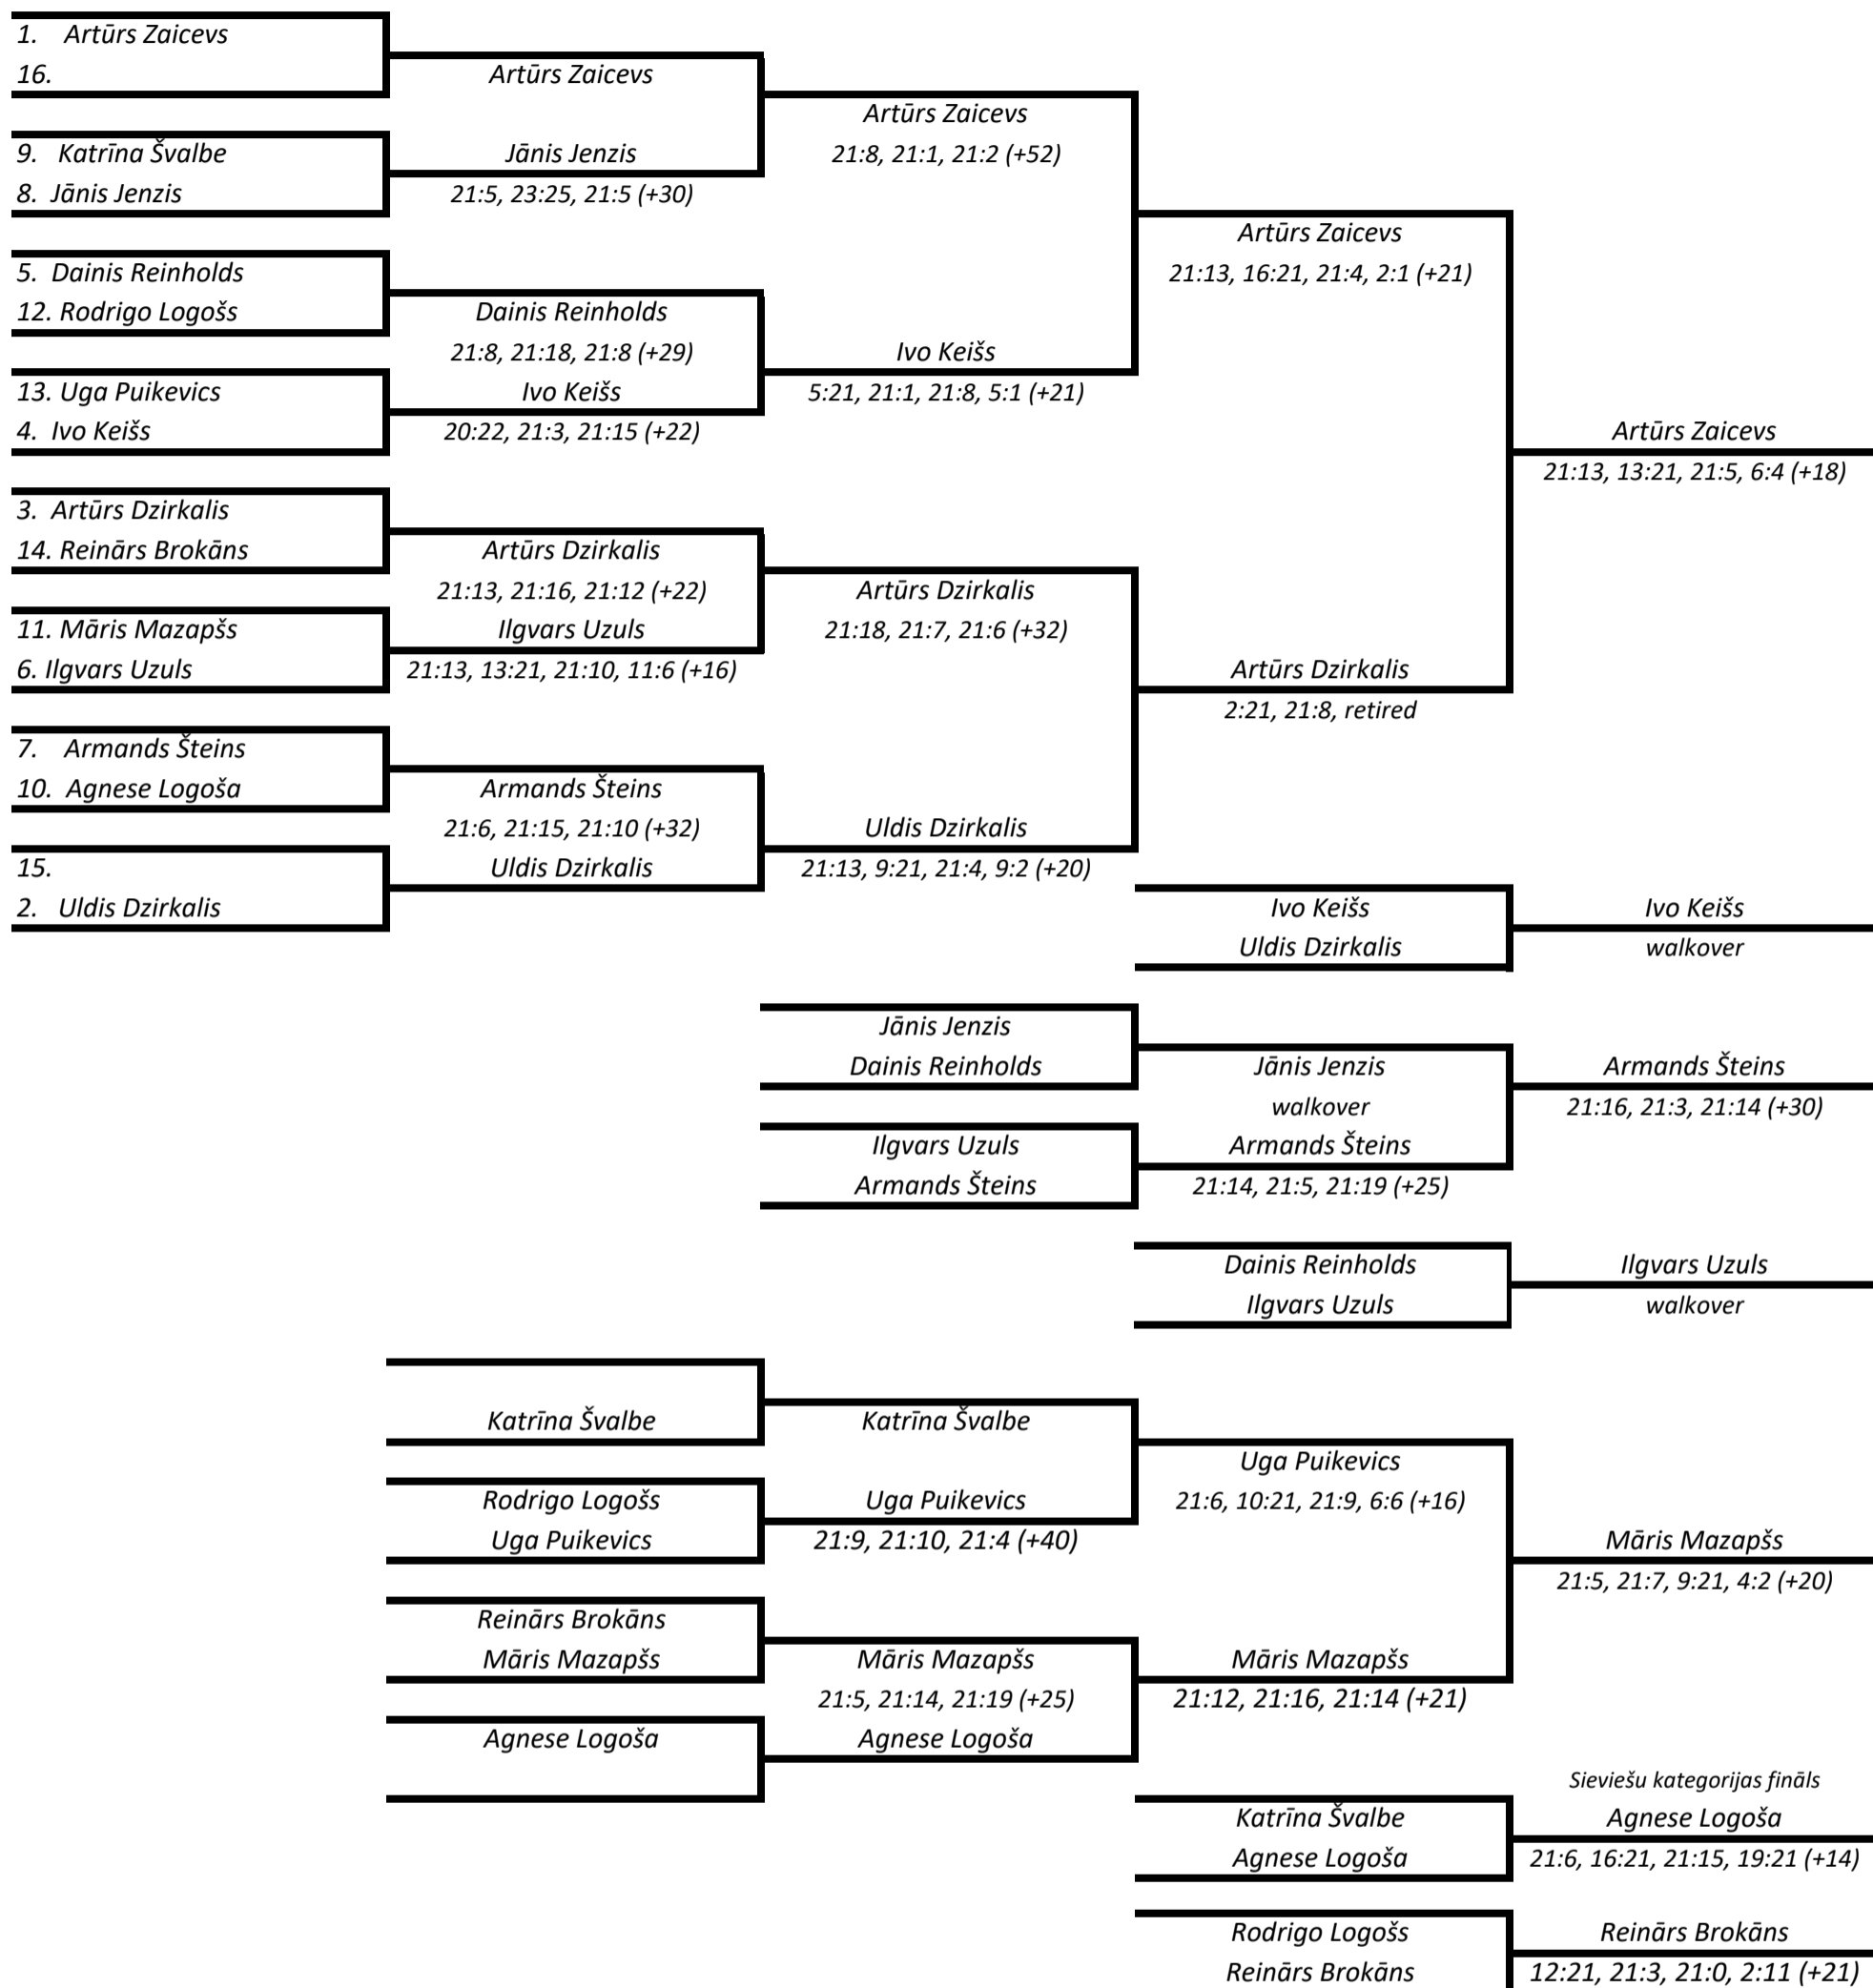 1. Artūrs Zaicevs
16.
Artūrs Zaicevs
Artūrs Zaicevs
9. Katrīna Švalbe
Jānis Jenzis
21:8, 21:1, 21:2 (+52)
8. Jānis Jenzis
21:5, 23:25, 21:5 (+30)
Artūrs Zaicevs
5. Dainis Reinholds
21:13, 16:21, 21:4, 2:1 (+21)
12. Rodrigo Logošs
Dainis Reinholds
21:8, 21:18, 21:8 (+29)
Ivo Keišs
13. Uga Puikevics
Ivo Keišs
5:21, 21:1, 21:8, 5:1 (+21)
4. Ivo Keišs
20:22, 21:3, 21:15 (+22)
Artūrs Zaicevs
21:13, 13:21, 21:5, 6:4 (+18)
3. Artūrs Dzirkalis
14. Reinārs Brokāns
Artūrs Dzirkalis
21:13, 21:16, 21:12 (+22)
Artūrs Dzirkalis
11. Māris Mazapšs
Ilgvars Uzuls
21:18, 21:7, 21:6 (+32)
6. Ilgvars Uzuls
21:13, 13:21, 21:10, 11:6 (+16)
Artūrs Dzirkalis
2:21, 21:8, retired
7. Armands Šteins
10. Agnese Logoša
Armands Šteins
21:6, 21:15, 21:10 (+32)
Uldis Dzirkalis
15.
Uldis Dzirkalis
21:13, 9:21, 21:4, 9:2 (+20)
2. Uldis Dzirkalis
Ivo Keišs
Ivo Keišs
Uldis Dzirkalis
walkover
Jānis Jenzis
Dainis Reinholds
Jānis Jenzis
Armands Šteins
walkover
21:16, 21:3, 21:14 (+30)
Ilgvars Uzuls
Armands Šteins
Armands Šteins
21:14, 21:5, 21:19 (+25)
Dainis Reinholds
Ilgvars Uzuls
Ilgvars Uzuls
walkover
Katrīna Švalbe
Katrīna Švalbe
Uga Puikevics
Rodrigo Logošs
Uga Puikevics
21:6, 10:21, 21:9, 6:6 (+16)
Uga Puikevics
21:9, 21:10, 21:4 (+40)
Māris Mazapšs
21:5, 21:7, 9:21, 4:2 (+20)
Reinārs Brokāns
Māris Mazapšs
Māris Mazapšs
Māris Mazapšs
21:5, 21:14, 21:19 (+25)
21:12, 21:16, 21:14 (+21)
Agnese Logoša
Agnese Logoša
Sieviešu kategorijas fināls
Katrīna Švalbe
Agnese Logoša
Agnese Logoša
21:6, 16:21, 21:15, 19:21 (+14)
Rodrigo Logošs
Reinārs Brokāns
Reinārs Brokāns
12:21, 21:3, 21:0, 2:11 (+21)